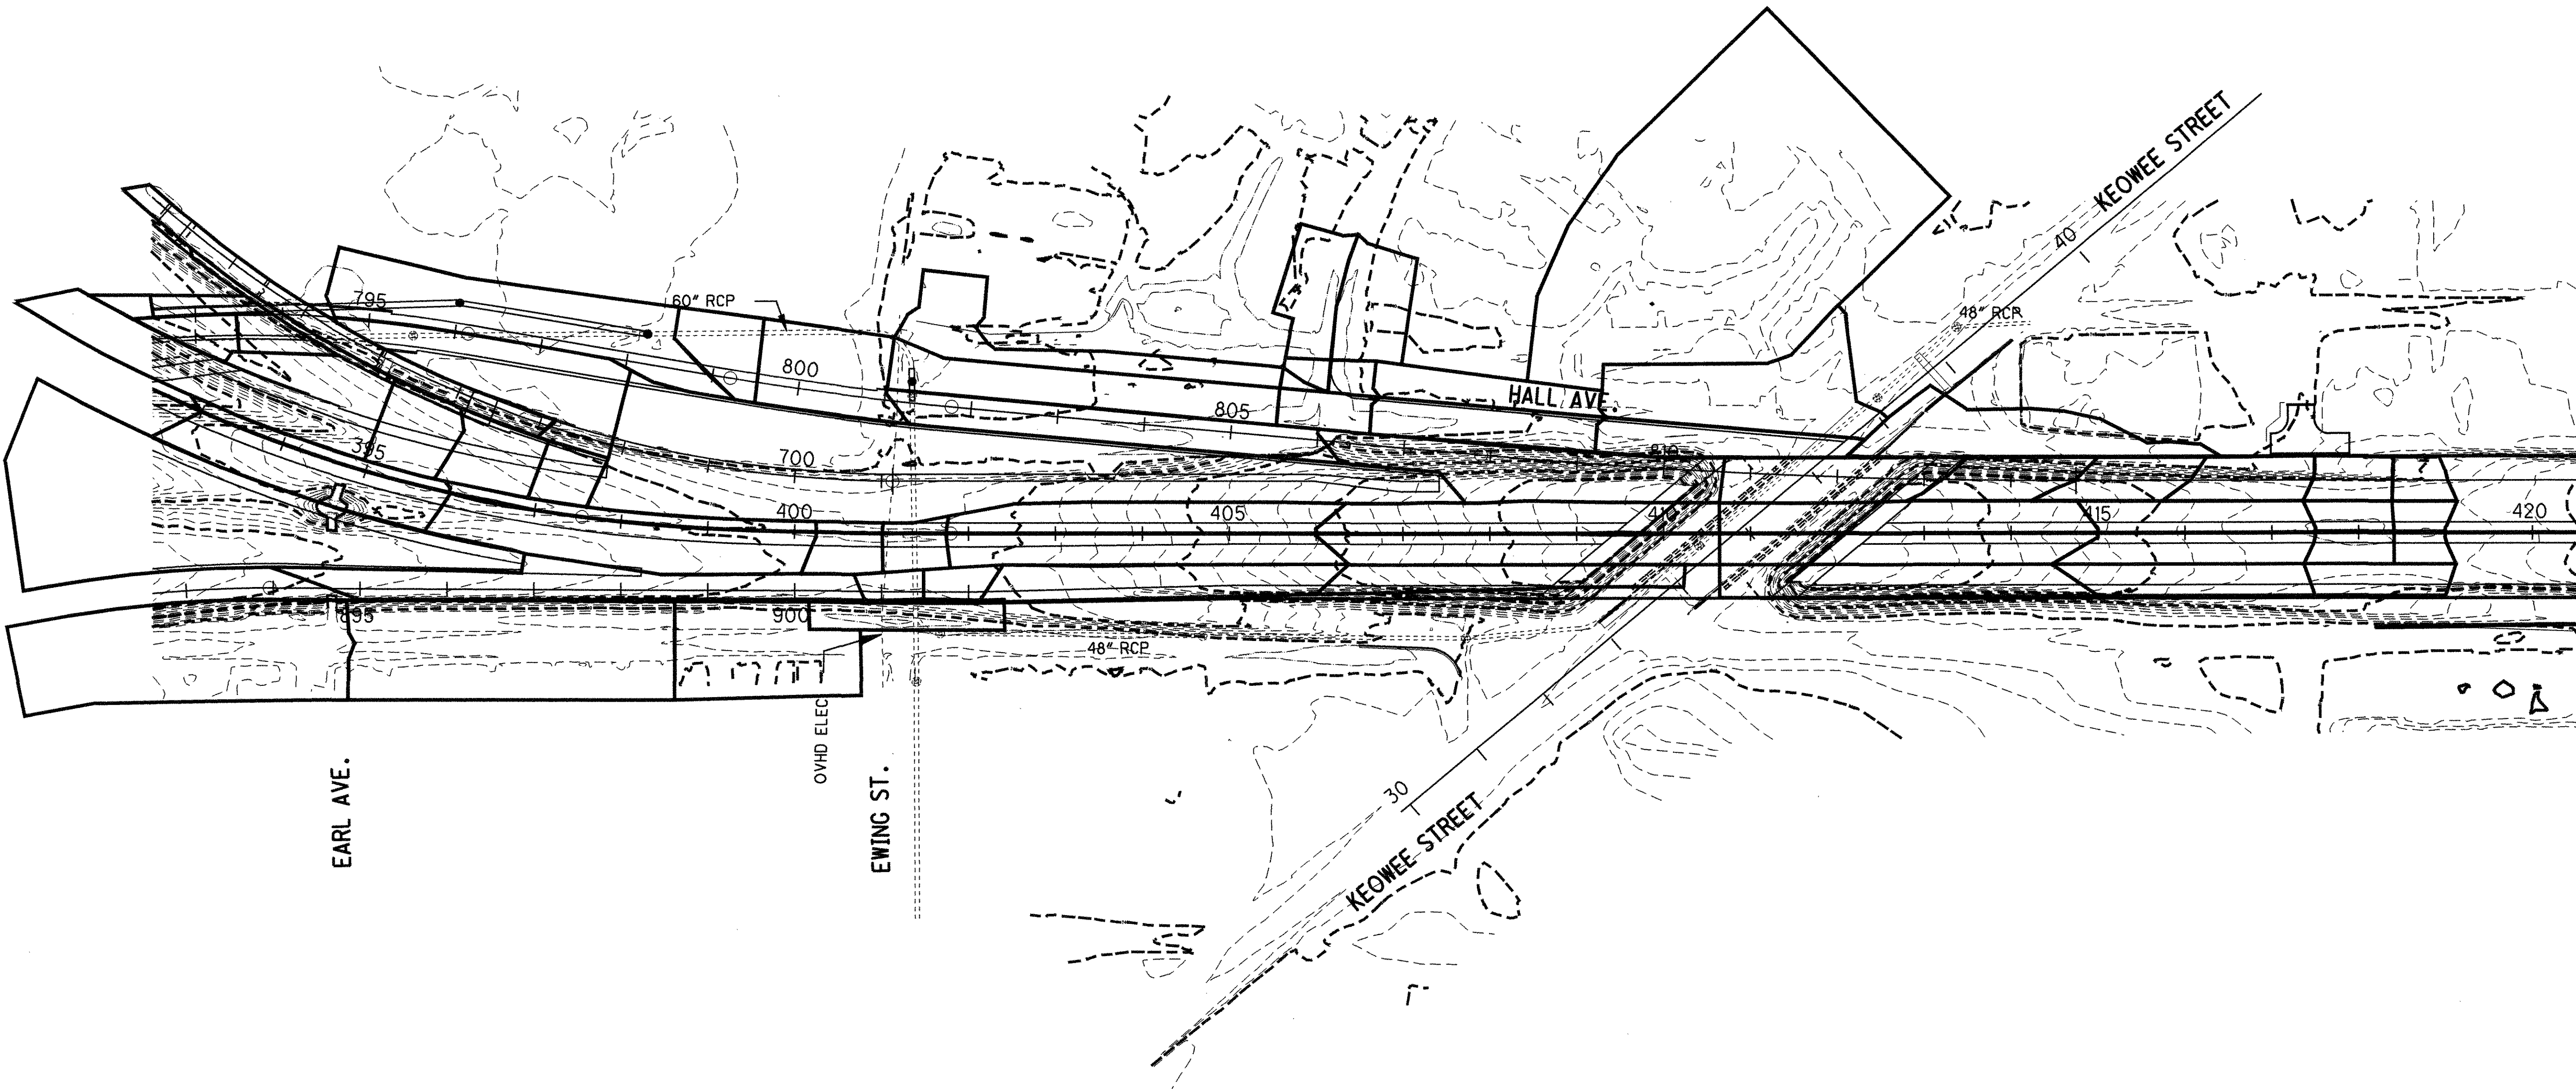 KEOWEE STREET
40
795
60" RCP
48" RCP
800
HALL AVE.
805
395
700
810
400
405
410
415
420
895
900
48" RCP
OVHD ELEC
EARL AVE.
EWING ST.
30
KEOWEE STREET